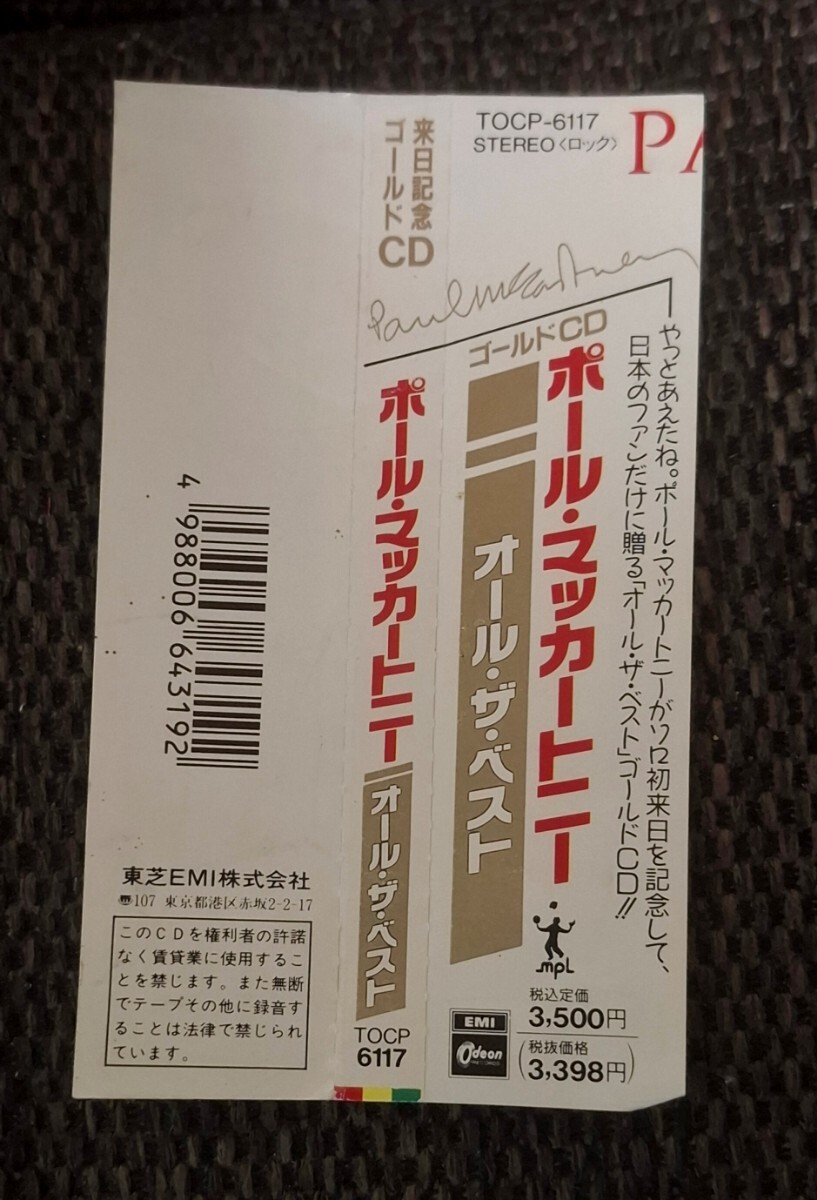 TOCP-6117
STEREO〈ロック〉
PA
Paul McCartney
やっとあえたね。ポール・マッカートニーがソロ初来日を記念して、
日本のファンだけに贈る「オール・ザ・ベスト」ゴールドCD!!
ゴールドCD
ポール・マッカートニー
オール・ザ・ベスト
mpL
EMI
Odeon
税込定価
3,500円
(税抜価格
3,398円)
来日記念
ゴールドCD
ポール・マッカートニー
オール・ザ・ベスト
TOCP
6117
4 988006 643192
東芝EMI株式会社
〠107 東京都港区赤坂2-2-17
このCDを権利者の許諾
なく賃貸業に使用するこ
とを禁じます。また無断
でテープその他に録音す
ることは法律で禁じられ
ています。